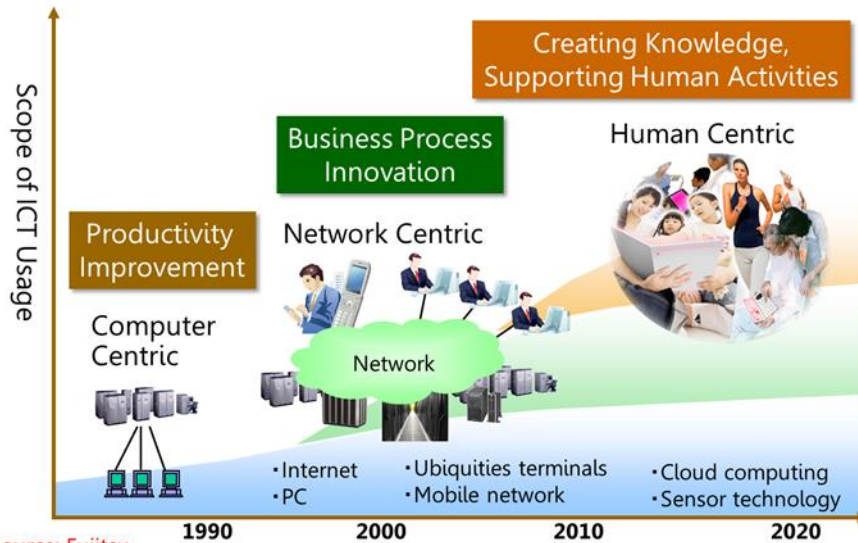 Scope of ICT Usage
Creating Knowledge,
Supporting Human Activities
Business Process
Innovation
Human Centric
Productivity
Improvement
Network Centric
Computer
Centric
Network
・Internet
・PC
・Ubiquities terminals
・Mobile network
・Cloud computing
・Sensor technology
1990
2000
2010
2020